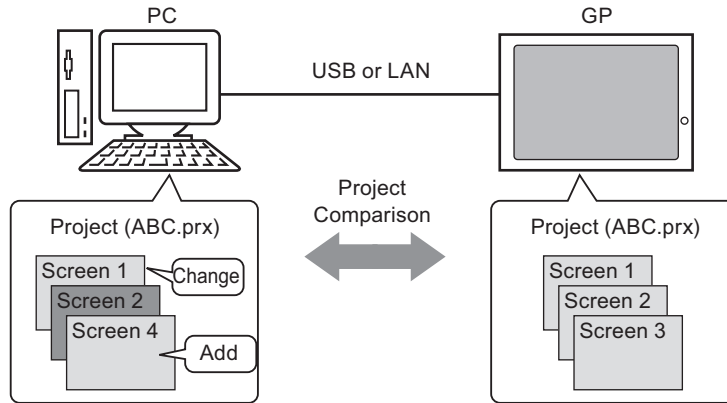 PC
GP
USB or LAN
Project
Comparison
Project (ABC.prx)
Screen 1
Change
Screen 2
Screen 4
Add
Project (ABC.prx)
Screen 1
Screen 2
Screen 3